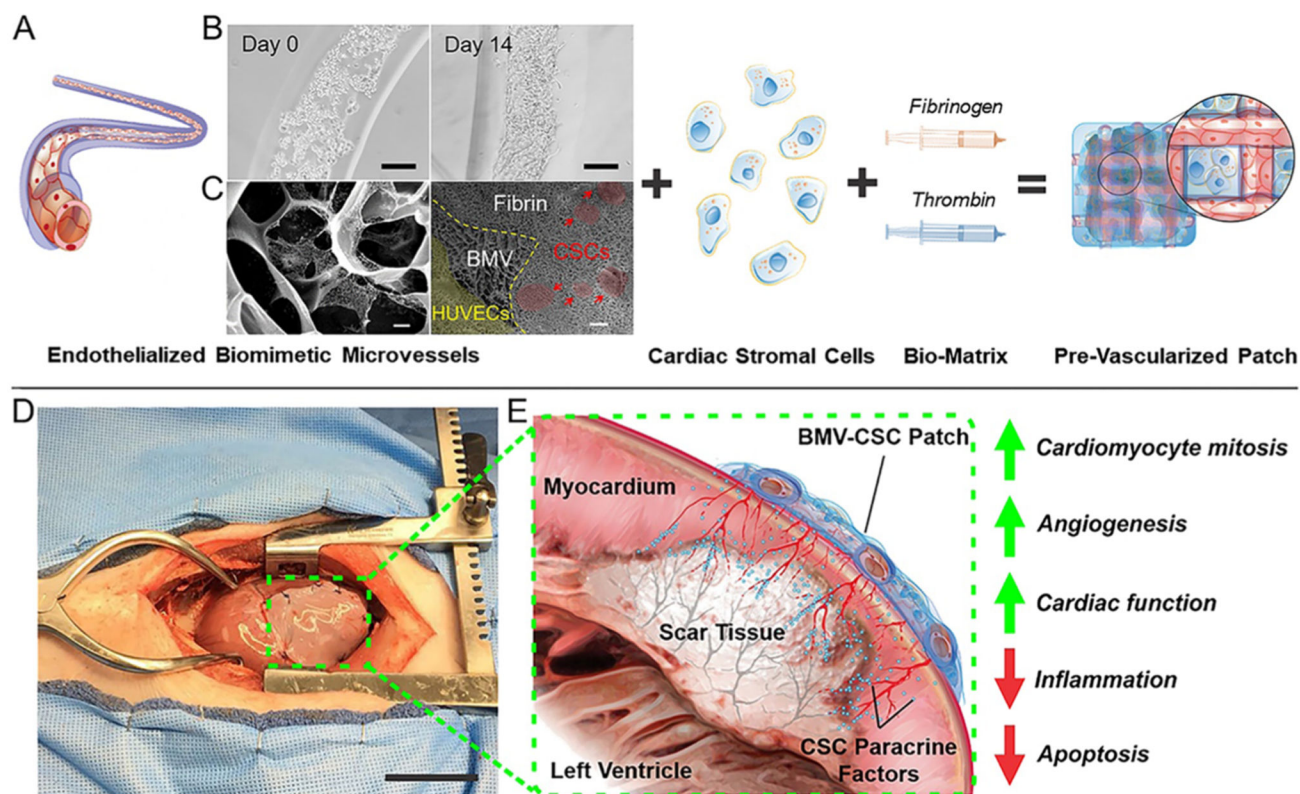 A
B
Day 0
Day 14
C
Fibrin
CSCs
BMV
HUVECs
Fibrinogen
Thrombin
Endothelialized Biomimetic Microvessels
Cardiac Stromal Cells
Bio-Matrix
Pre-Vascularized Patch
D
E
BMV-CSC Patch
Myocardium
Scar Tissue
CSC Paracrine
Factors
Left Ventricle
Cardiomyocyte mitosis
Angiogenesis
Cardiac function
Inflammation
Apoptosis